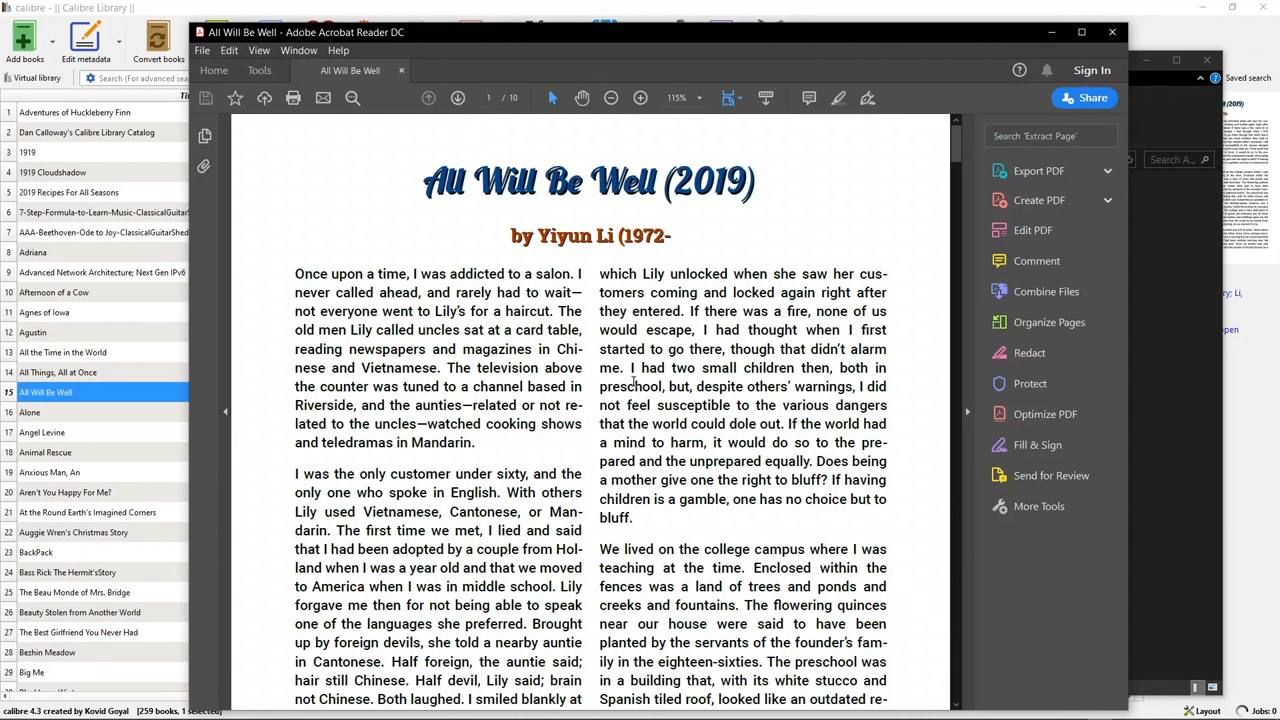 calibre - || Calibre Library ||
All Will Be Well - Adobe Acrobat Reader DC
File Edit View Window Help
Home Tools All Will Be Well
Sign In
1 / 10 115%
Share
Add books Edit metadata Convert books
Virtual library Search (For advanced sea
Saved search
Search A...
1 Adventures of Huckleberry Finn
2 Dan Calloway's Calibre Library Catalog
3 1919
4 1919 Cloudshadow
5 2019 Recipes For All Seasons
6 7-Step-Formula-to-Learn-Music-ClassicalGuitarS
7 AAA-Beethoven-Ode to Joy-ClassicalGuitarShed
8 Adriana
9 Advanced Network Architecture; Next Gen IPv6
10 Afternoon of a Cow
11 Agnes of Iowa
12 Agustin
13 All the Time in the World
14 All Things, All at Once
15 All Will Be Well
16 Alone
17 Angel Levine
18 Animal Rescue
19 Anxious Man, An
20 Aren't You Happy For Me?
21 At the Round Earth's Imagined Corners
22 Auggie Wren's Christmas Story
23 BackPack
24 Bass Rick The Hermit'sStory
25 The Beau Monde of Mrs. Bridge
26 Beauty Stolen from Another World
27 The Best Girlfriend You Never Had
28 Bezhin Meadow
29 Big Me
All Will Be Well (2019)
by Yiyun Li (1972-
Once upon a time, I was addicted to a salon. I
never called ahead, and rarely had to wait—
not everyone went to Lily's for a haircut. The
old men Lily called uncles sat at a card table,
reading newspapers and magazines in Chi-
nese and Vietnamese. The television above
the counter was tuned to a channel based in
Riverside, and the aunties—related or not re-
lated to the uncles—watched cooking shows
and teledramas in Mandarin.
I was the only customer under sixty, and the
only one who spoke in English. With others
Lily used Vietnamese, Cantonese, or Man-
darin. The first time we met, I lied and said
that I had been adopted by a couple from Hol-
land when I was a year old and that we moved
to America when I was in middle school. Lily
forgave me then for not being able to speak
one of the languages she preferred. Brought
up by foreign devils, she told a nearby auntie
in Cantonese. Half foreign, the auntie said;
hair still Chinese. Half devil, Lily said; brain
not Chinese. Both laughed. I smiled blankly at
which Lily unlocked when she saw her cus-
tomers coming and locked again right after
they entered. If there was a fire, none of us
would escape, I had thought when I first
started to go there, though that didn't alarm
me. I had two small children then, both in
preschool, but, despite others' warnings, I did
not feel susceptible to the various dangers
that the world could dole out. If the world had
a mind to harm, it would do so to the pre-
pared and the unprepared equally. Does being
a mother give one the right to bluff? If having
children is a gamble, one has no choice but to
bluff.
We lived on the college campus where I was
teaching at the time. Enclosed within the
fences was a land of trees and ponds and
creeks and fountains. The flowering quinces
near our house were said to have been
planted by the servants of the founder's fam-
ily in the eighteen-sixties. The preschool was
in a building that, with its white stucco and
Spanish tiled roof, looked like an outdated re-
Search 'Extract Page'
Export PDF
Create PDF
Edit PDF
Comment
Combine Files
Organize Pages
Redact
Protect
Optimize PDF
Fill & Sign
Send for Review
More Tools
(2019)
ry; Li,
open
calibre 4.3 created by Kovid Goyal [259 books, 1 selected]
Layout Jobs: 0